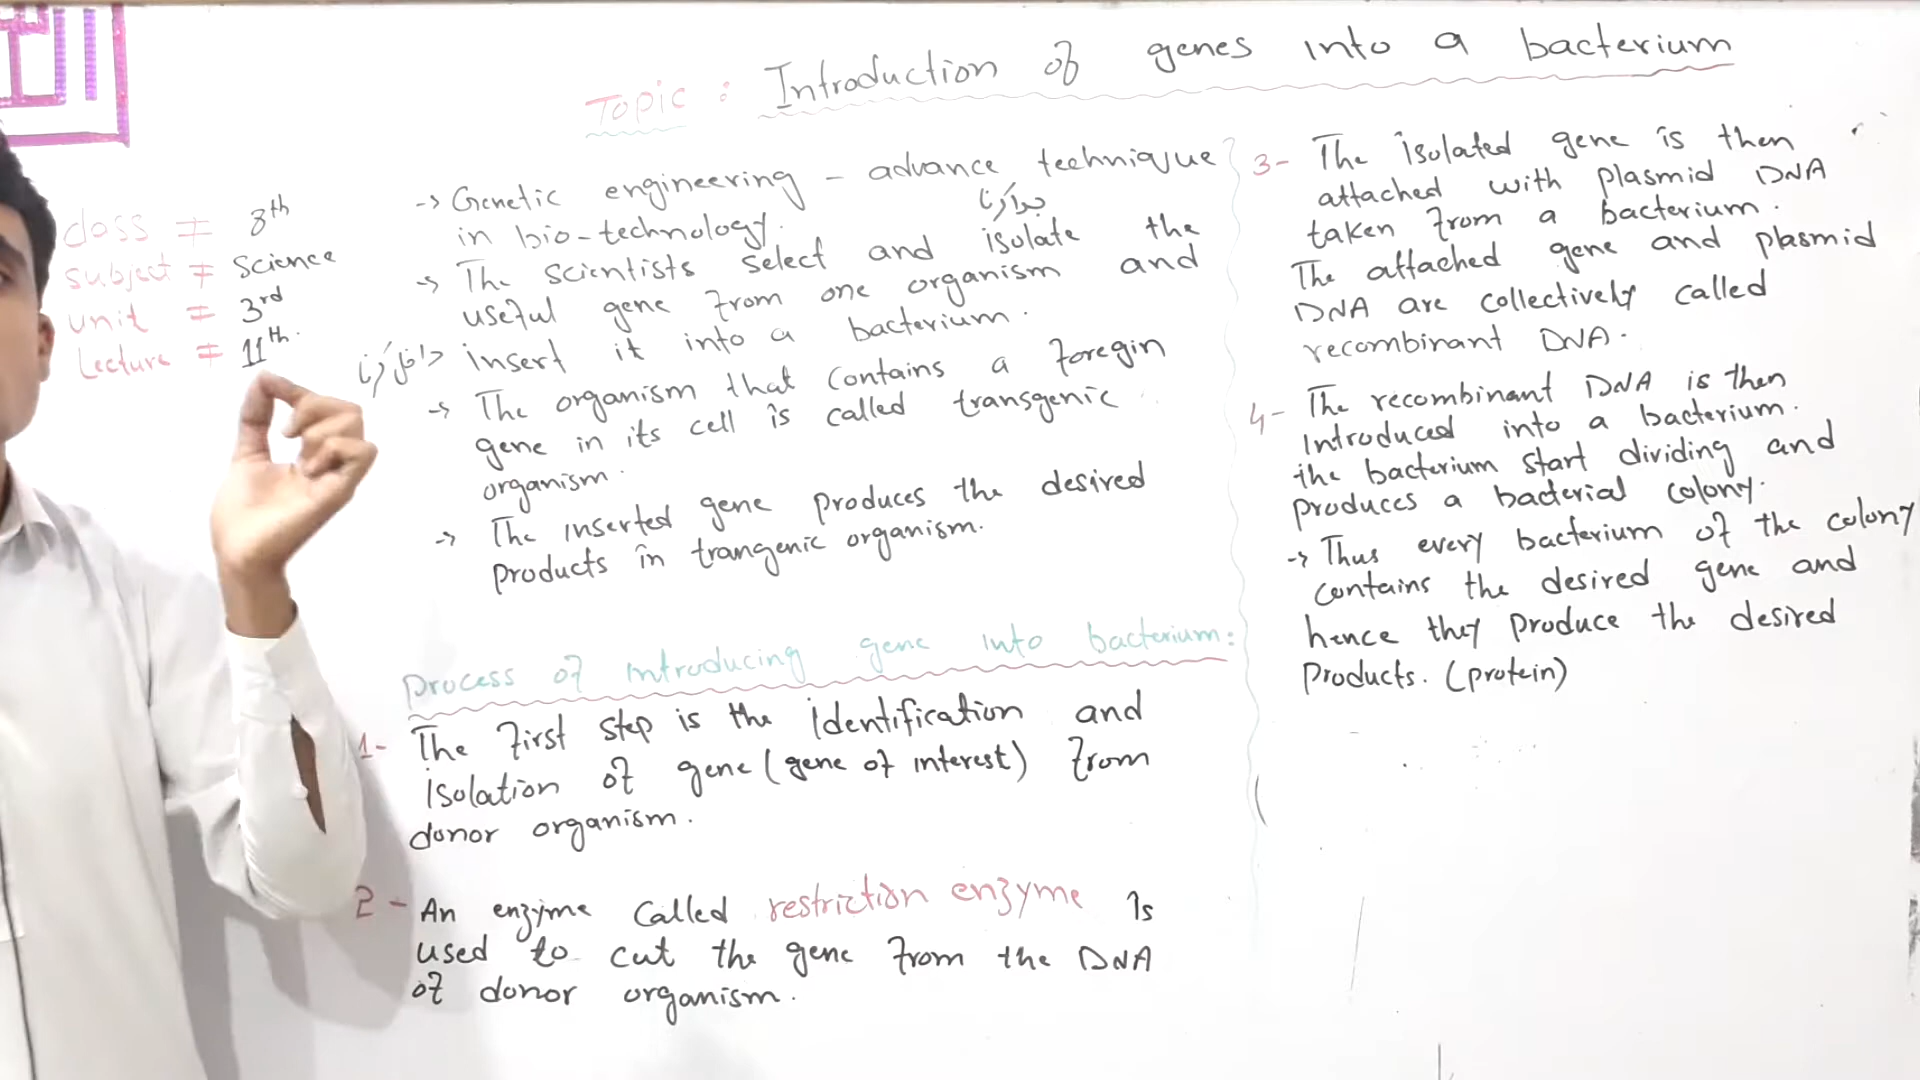 Topic : Introduction of genes into a bacterium
class = 8th
subject = Science
unit = 3rd
Lecture = 11th.
-> Genetic engineering - advance teechnique
جدا کرنا
in bio-technology.
-> The scientists select and isolate the
useful gene from one organism and
داخل کرنا insert it into a bacterium.
-> The organism that contains a foregin
gene in its cell is called transgenic
organism.
-> The inserted gene produces the desired
products in trangenic organism.
Process of introducing gene into bacterium:
1- The first step is the identification and
isolation of gene (gene of interest) from
donor organism.
2- An enzyme called restriction enzyme is
used to cut the gene from the DNA
of donor organism.
3- The isolated gene is then
attached with plasmid DNA
taken from a bacterium.
The attached gene and plasmid
DNA are collectively called
recombinant DNA.
4- The recombinant DNA is then
Introduced into a bacterium.
the bacterium start dividing and
produces a bacterial colony.
-> Thus every bacterium of the colony
contains the desired gene and
hence they produce the desired
Products. (protein)